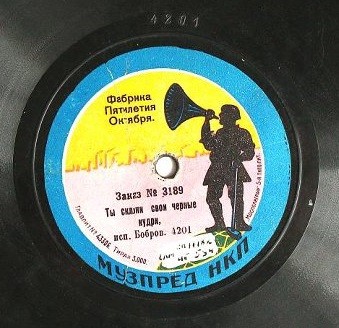 4201
Фабрика
Пятилетия
Октября.
Заказ № 3189
Ты скажи свои черные
кудри,
исп. Бобров. 4201
Тираж 3.000.
МУЗПРЕД НКП